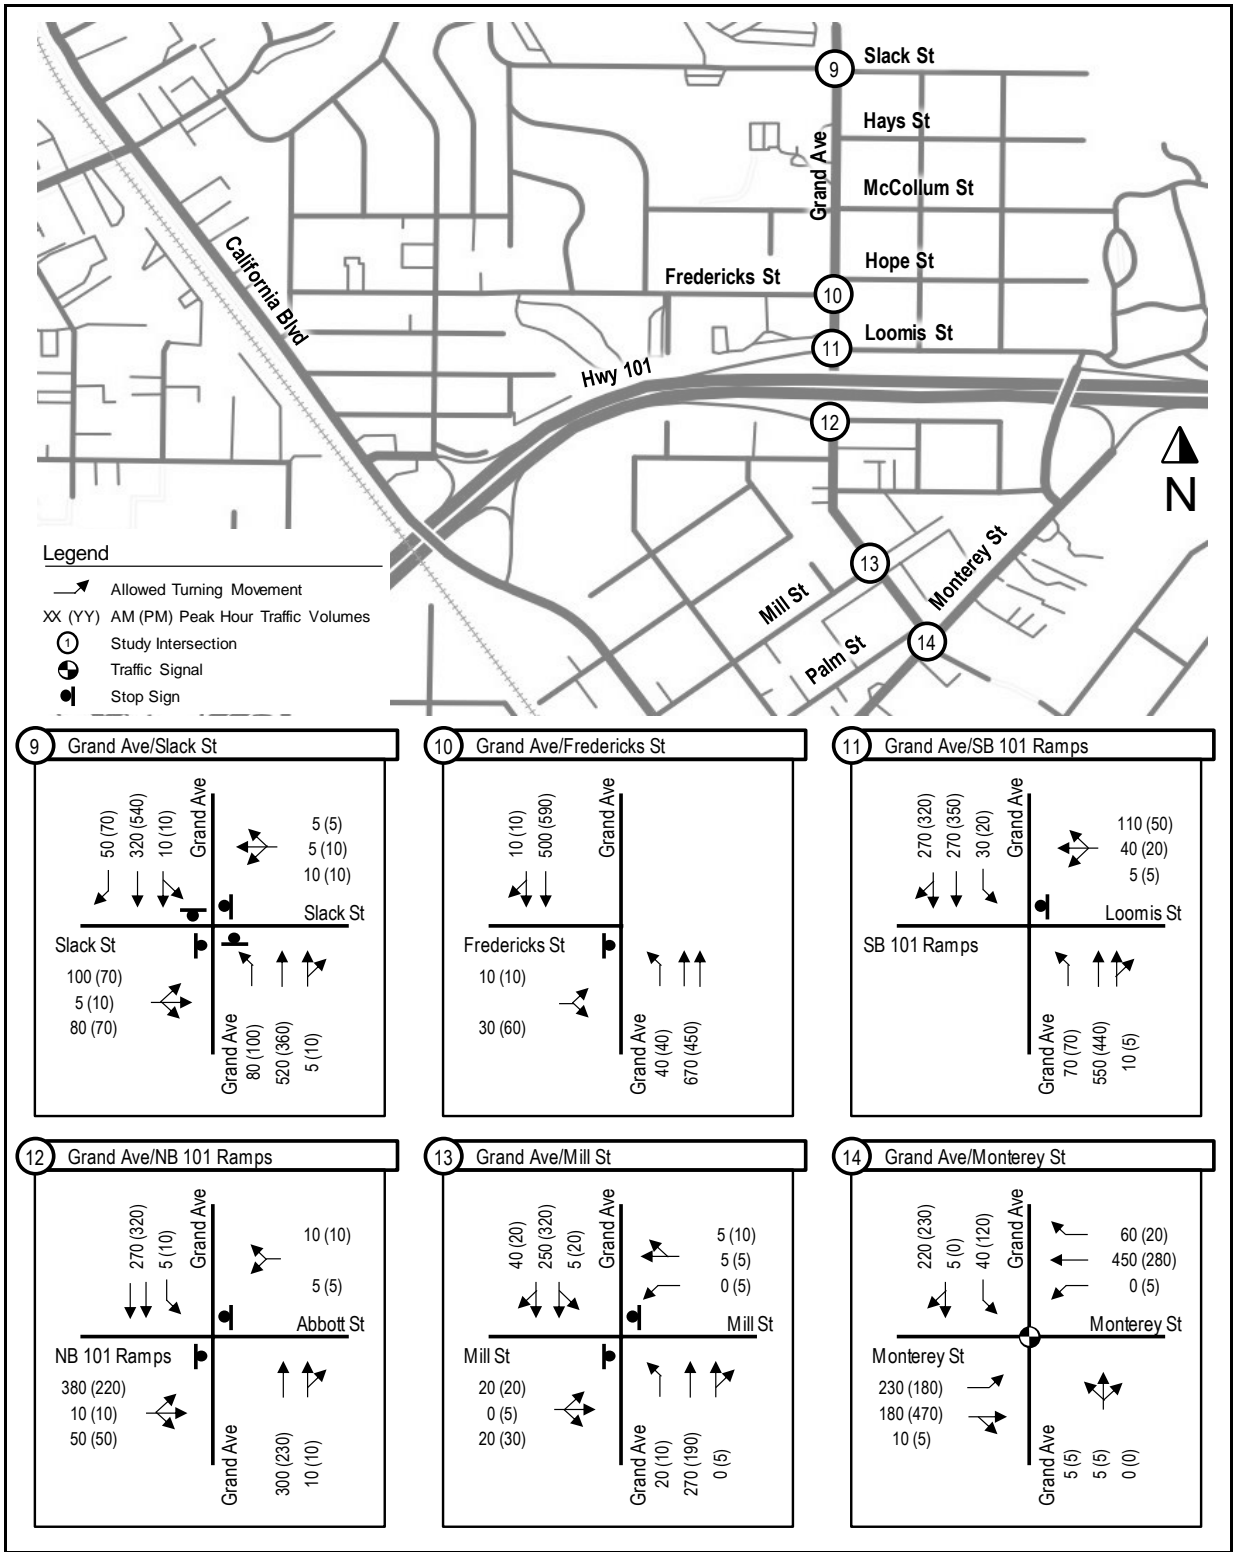 9
Slack St
Hays St
Grand Ave
McCollum St
Hope St
Fredericks St
10
California Blvd
11
Loomis St
Hwy 101
12
N
13
Monterey St
Mill St
14
Palm St
Legend
Allowed Turning Movement
XX (YY) AM (PM) Peak Hour Traffic Volumes
1 Study Intersection
Traffic Signal
Stop Sign
9 Grand Ave/Slack St
50 (70)
320 (540)
10 (10)
Grand Ave
5 (5)
5 (10)
10 (10)
Slack St
Slack St
100 (70)
5 (10)
80 (70)
Grand Ave
80 (100)
520 (360)
5 (10)
10 Grand Ave/Fredericks St
10 (10)
500 (590)
Grand Ave
Fredericks St
10 (10)
30 (60)
Grand Ave
40 (40)
670 (450)
11 Grand Ave/SB 101 Ramps
270 (320)
270 (350)
30 (20)
Grand Ave
110 (50)
40 (20)
5 (5)
Loomis St
SB 101 Ramps
Grand Ave
70 (70)
550 (440)
10 (5)
12 Grand Ave/NB 101 Ramps
270 (320)
5 (10)
Grand Ave
10 (10)
5 (5)
Abbott St
NB 101 Ramps
380 (220)
10 (10)
50 (50)
Grand Ave
300 (230)
10 (10)
13 Grand Ave/Mill St
40 (20)
250 (320)
5 (20)
Grand Ave
5 (10)
5 (5)
0 (5)
Mill St
Mill St
20 (20)
0 (5)
20 (30)
Grand Ave
20 (10)
270 (190)
0 (5)
14 Grand Ave/Monterey St
220 (230)
5 (0)
40 (120)
Grand Ave
60 (20)
450 (280)
0 (5)
Monterey St
Monterey St
230 (180)
180 (470)
10 (5)
Grand Ave
5 (5)
5 (5)
0 (0)